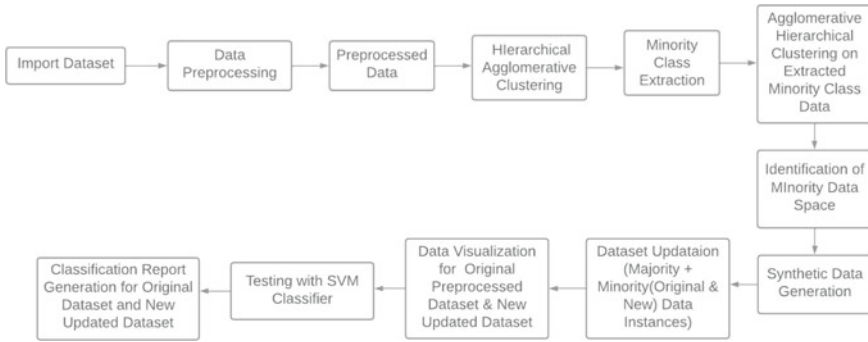 Import Dataset
Data
Preprocessing
Preprocessed
Data
HIerarchical
Agglomerative
Clustering
Minority
Class
Extraction
Agglomerative
Hierarchical
Clustering on
Extracted
Minority Class
Data
Identification of
MInority Data
Space
Synthetic Data
Generation
Dataset Updataion
(Majority +
Minority(Original &
New) Data
Instances)
Data Visualization
for Original
Preprocessed
Dataset & New
Updated Dataset
Testing with SVM
Classifier
Classification Report
Generation for Original
Dataset and New
Updated Dataset